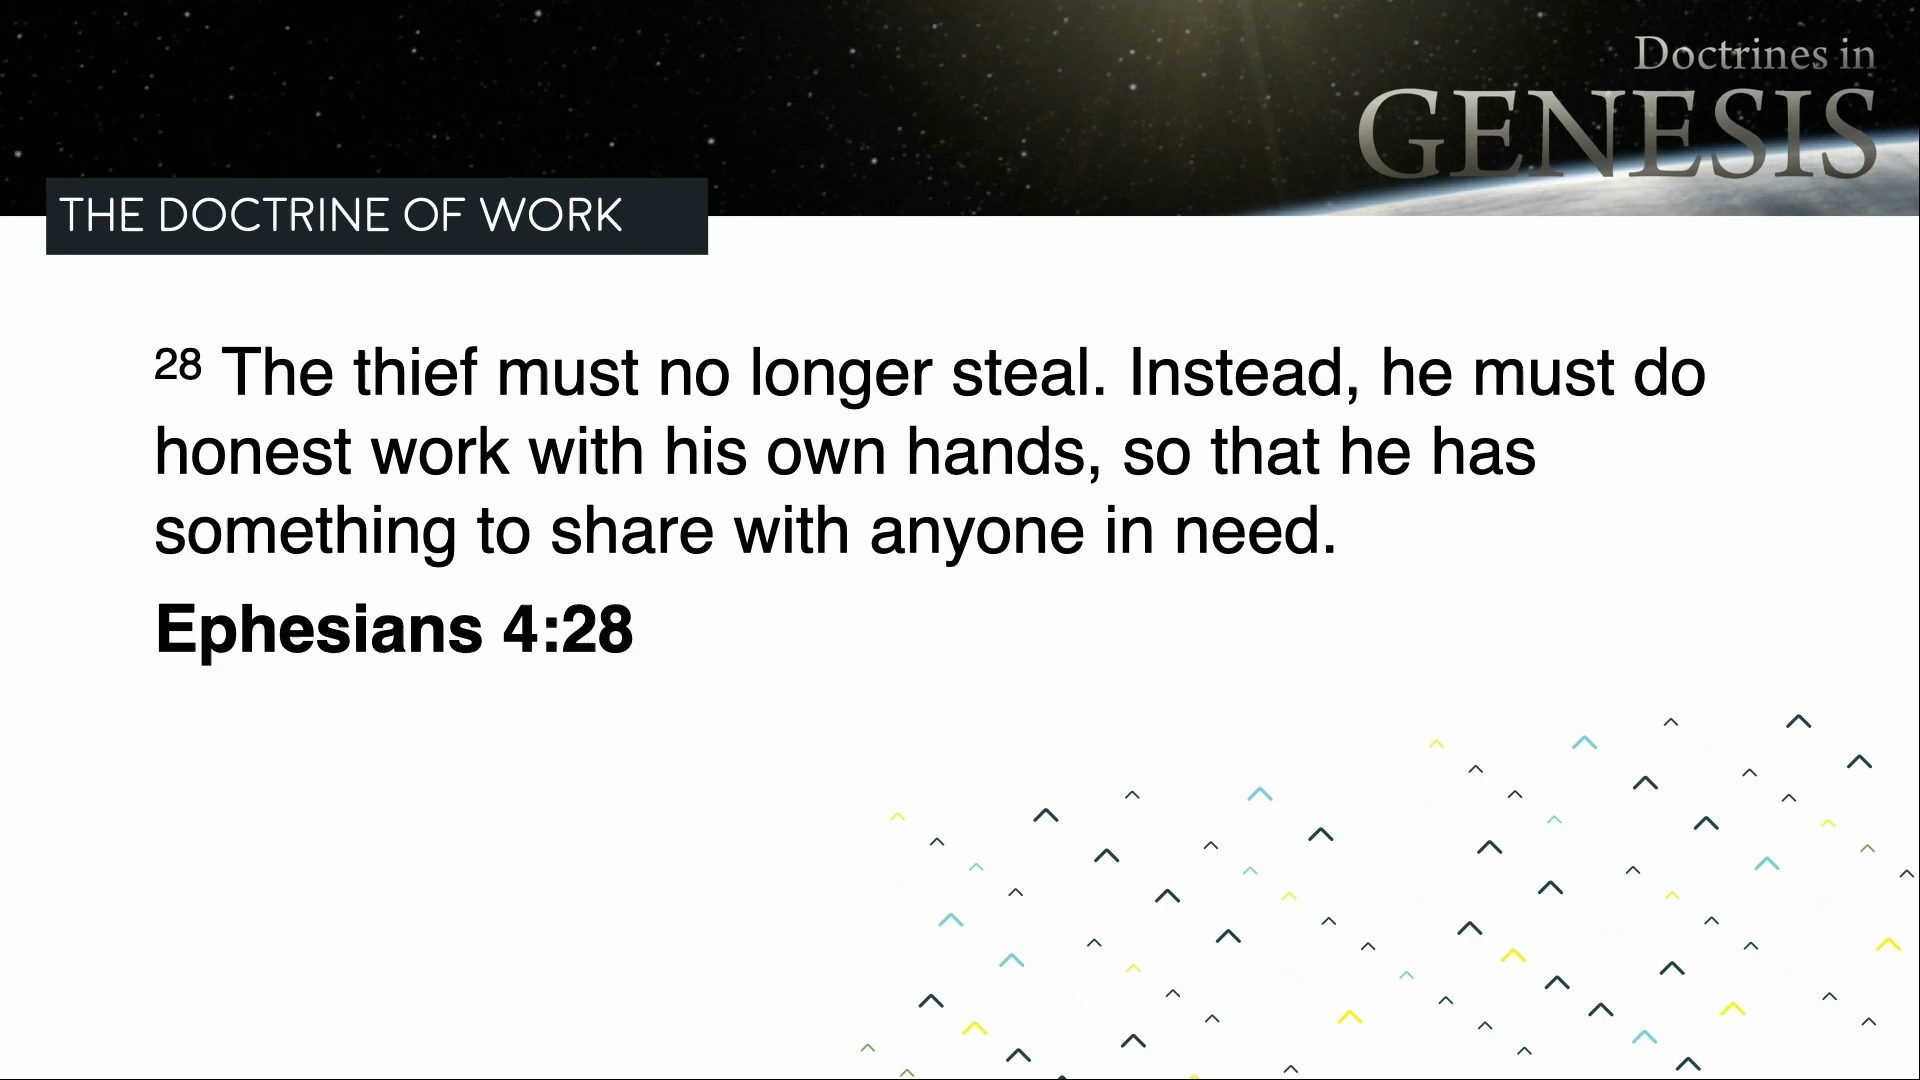 Doctrines in
GENESIS
THE DOCTRINE OF WORK
28 The thief must no longer steal. Instead, he must do
honest work with his own hands, so that he has
something to share with anyone in need.
Ephesians 4:28